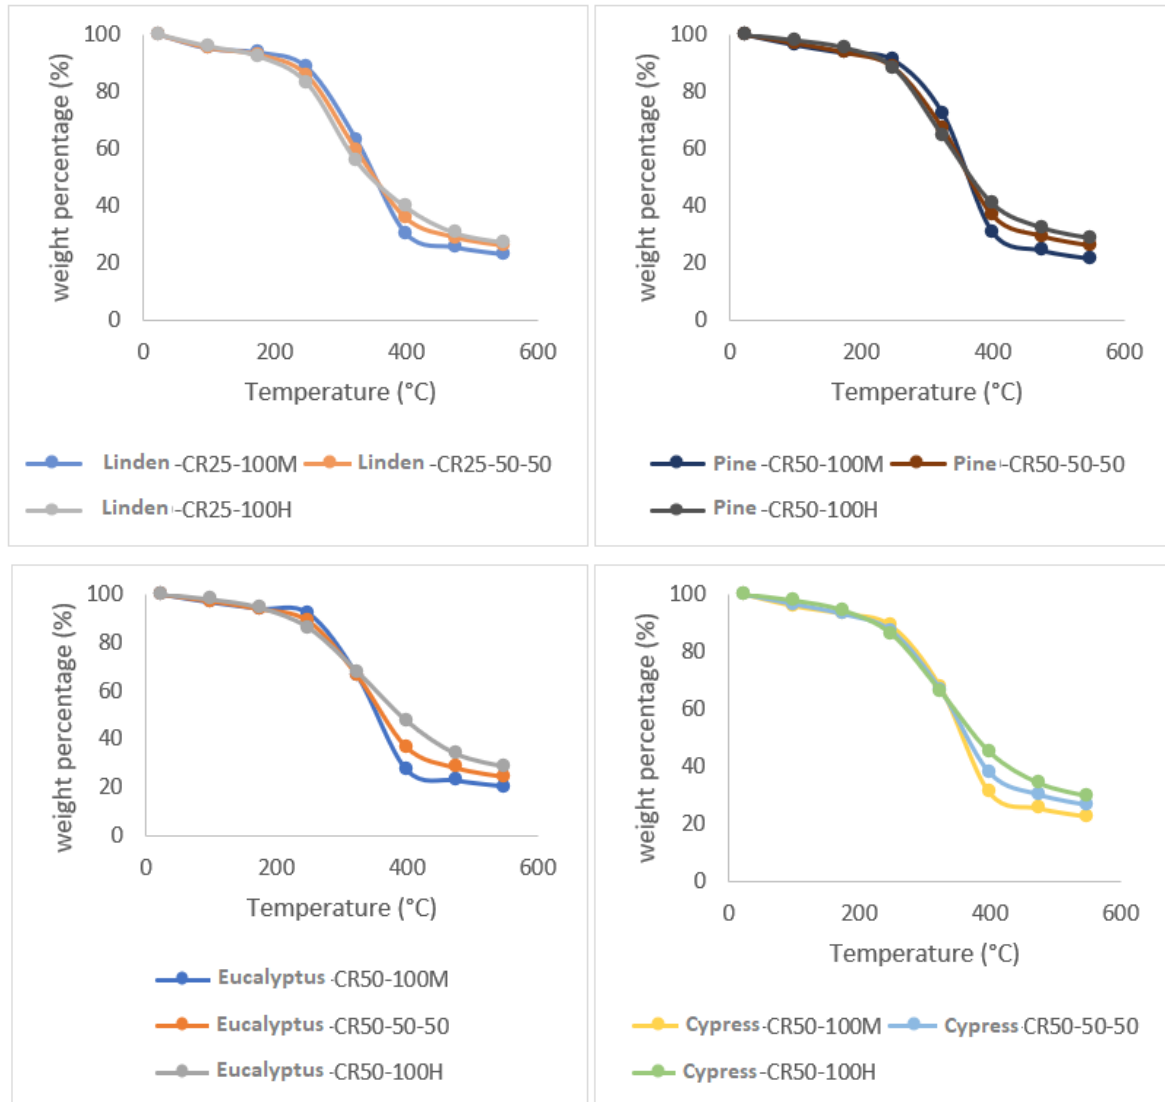 100
80
60
40
20
0
weight percentage (%)
0 200 400 600
Temperature (°C)
Linden -CR25-100M Linden -CR25-50-50
Linden -CR25-100H
100
80
60
40
20
0
weight percentage (%)
0 200 400 600
Temperature (°C)
Pine -CR50-100M Pine -CR50-50-50
Pine -CR50-100H
100
80
60
40
20
0
weight percentage (%)
0 200 400 600
Temperature (°C)
Eucalyptus -CR50-100M
Eucalyptus -CR50-50-50
Eucalyptus -CR50-100H
100
80
60
40
20
0
weight percentage (%)
0 200 400 600
Temperature (°C)
Cypress -CR50-100M Cypress CR50-50-50
Cypress -CR50-100H